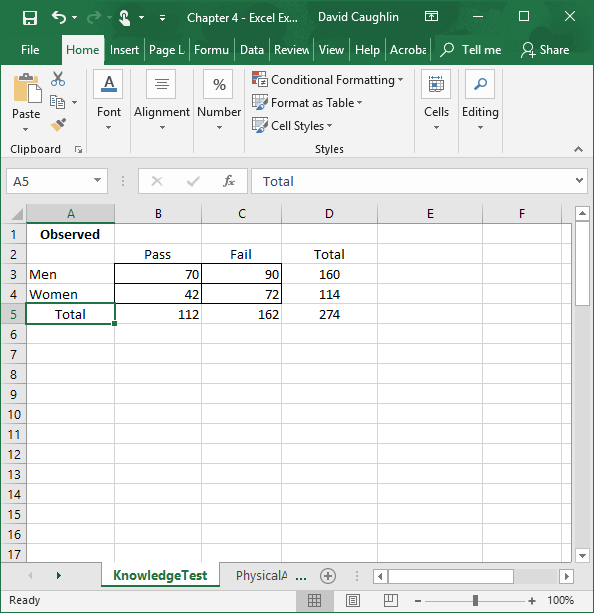 Chapter 4 - Excel Ex... David Caughlin
File Home Insert Page L Formu Data Review View Help Acroba Tell me Share
Paste
Font Alignment Number
%
Conditional Formatting
Format as Table
Cell Styles
Cells Editing
Clipboard Styles
A5 fx Total
A B C D E F
1 Observed
2 Pass Fail Total
3 Men 70 90 160
4 Women 42 72 114
5 Total 112 162 274
6
7
8
9
10
11
12
13
14
15
16
17
KnowledgeTest PhysicalA ...
Ready 100%